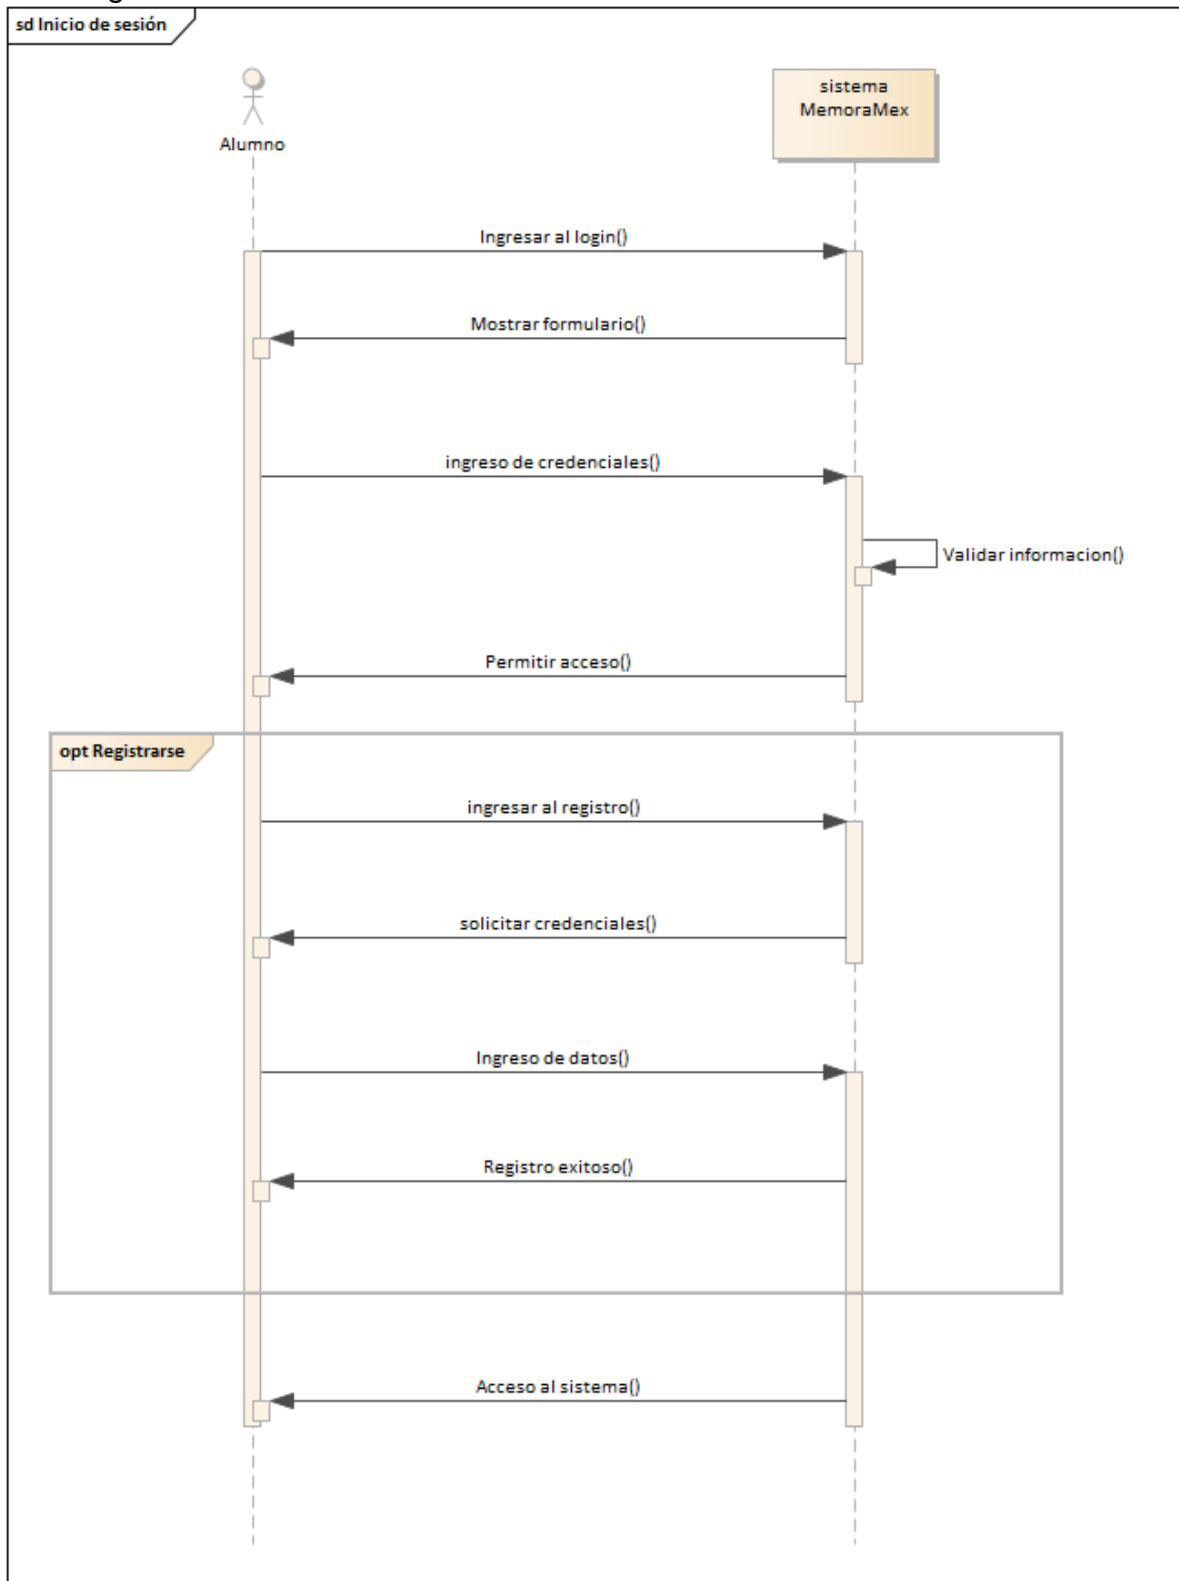 sd Inicio de sesión
sistema
MemoraMex
Alumno
Ingresar al login()
Mostrar formulario()
ingreso de credenciales()
Validar informacion()
Permitir acceso()
opt Registrarse
ingresar al registro()
solicitar credenciales()
Ingreso de datos()
Registro exitoso()
Acceso al sistema()